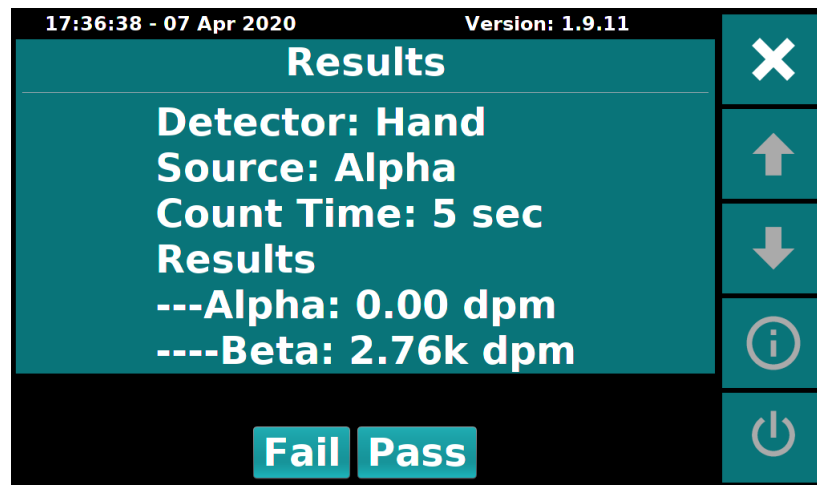 17:36:38 - 07 Apr 2020 Version: 1.9.11
Results
Detector: Hand
Source: Alpha
Count Time: 5 sec
Results
---Alpha: 0.00 dpm
----Beta: 2.76k dpm
Fail Pass